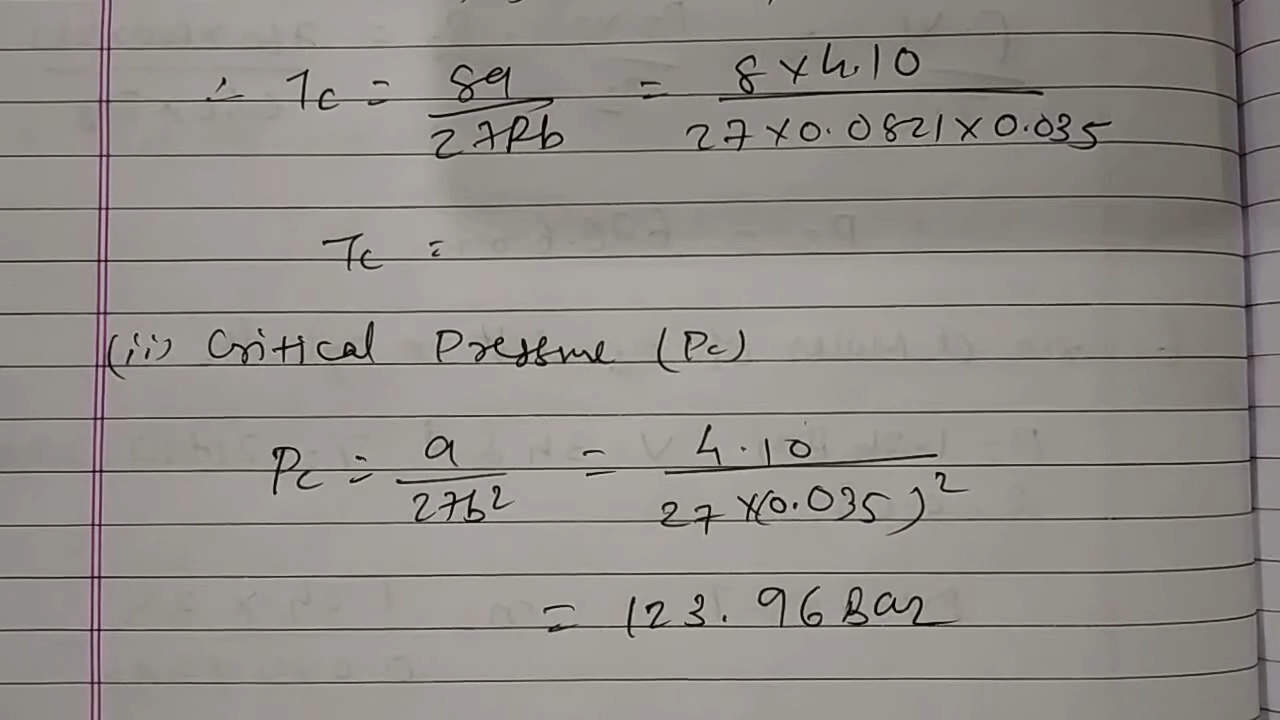 ∴ Tc = 8a/27Rb = 8 × 4.10/27 × 0.0821 × 0.035
Tc =
(ii) Critical Pressure (Pc)
Pc = a/27b² = 4.10/27 × (0.035)²
= 123.96 Bar